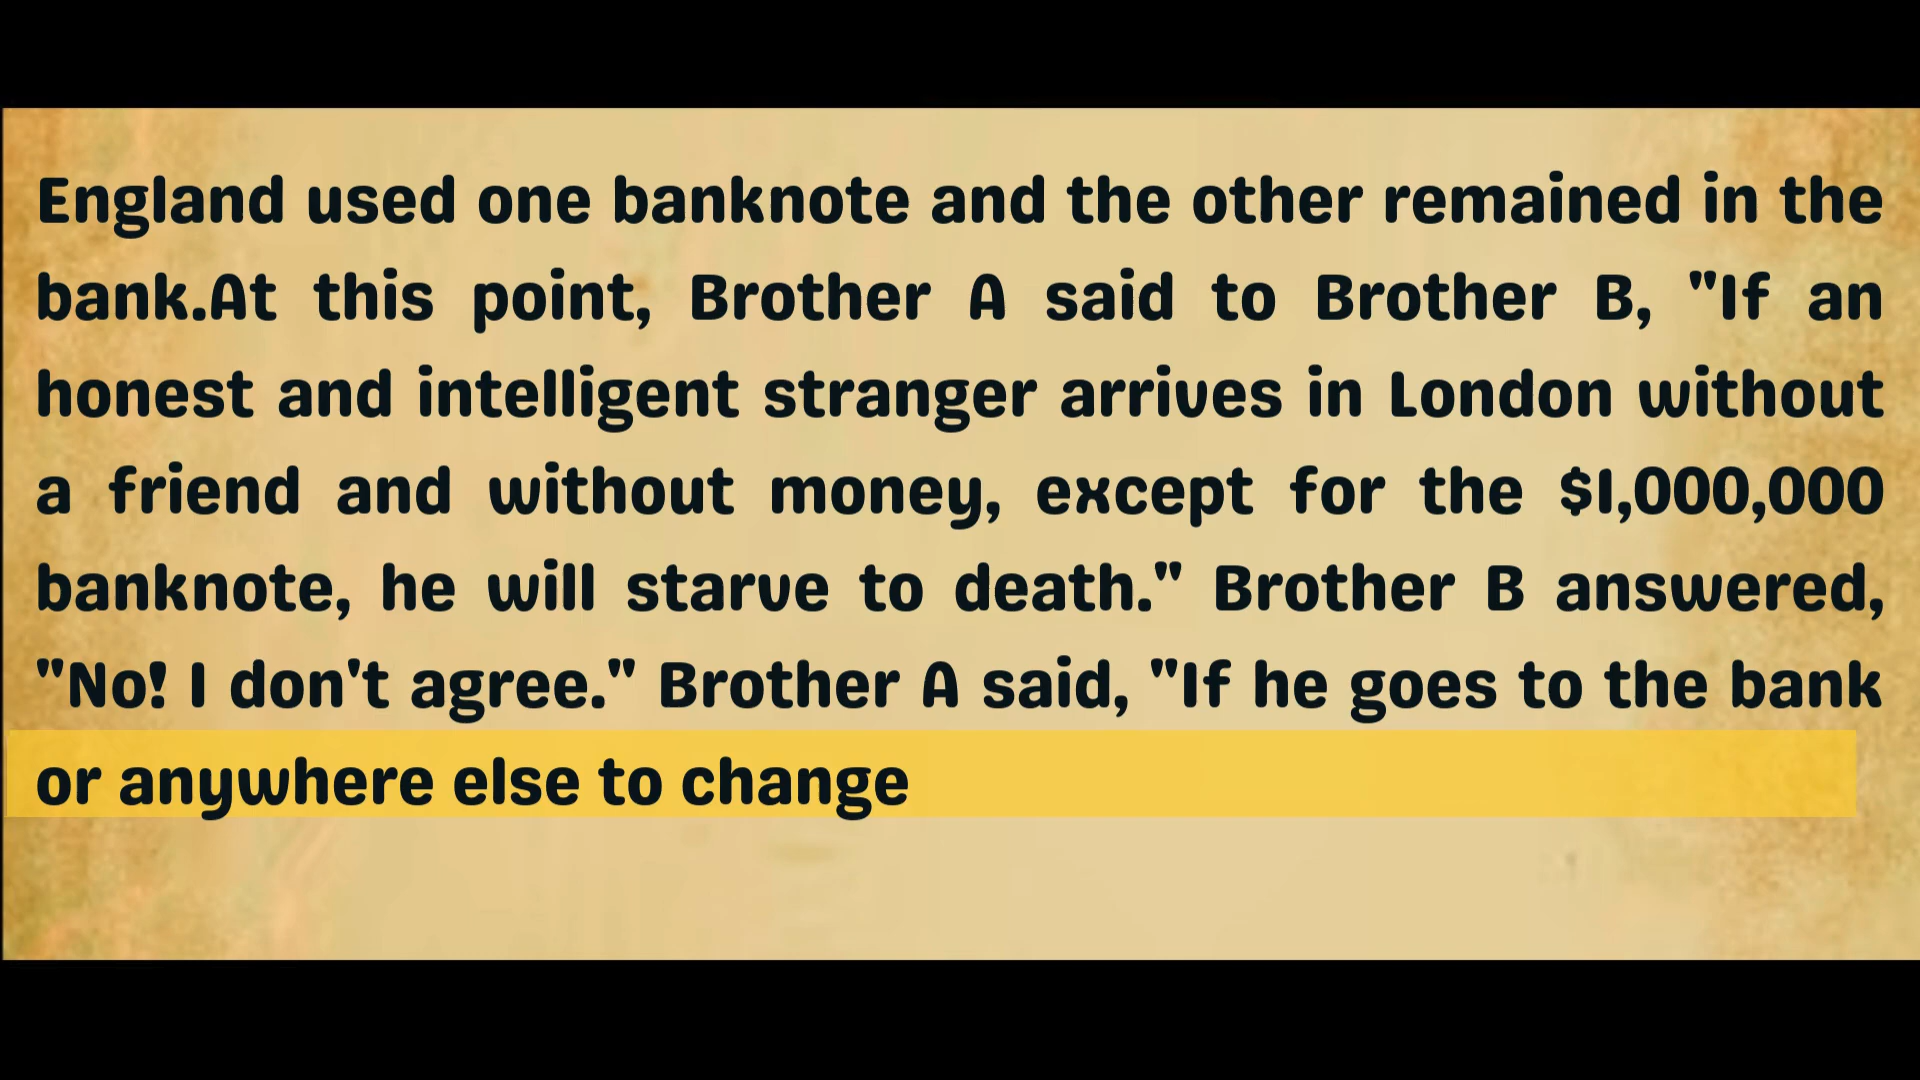 England used one banknote and the other remained in the
bank.At this point, Brother A said to Brother B, "If an
honest and intelligent stranger arrives in London without
a friend and without money, except for the $1,000,000
banknote, he will starve to death." Brother B answered,
"No! I don't agree." Brother A said, "If he goes to the bank
or anywhere else to change